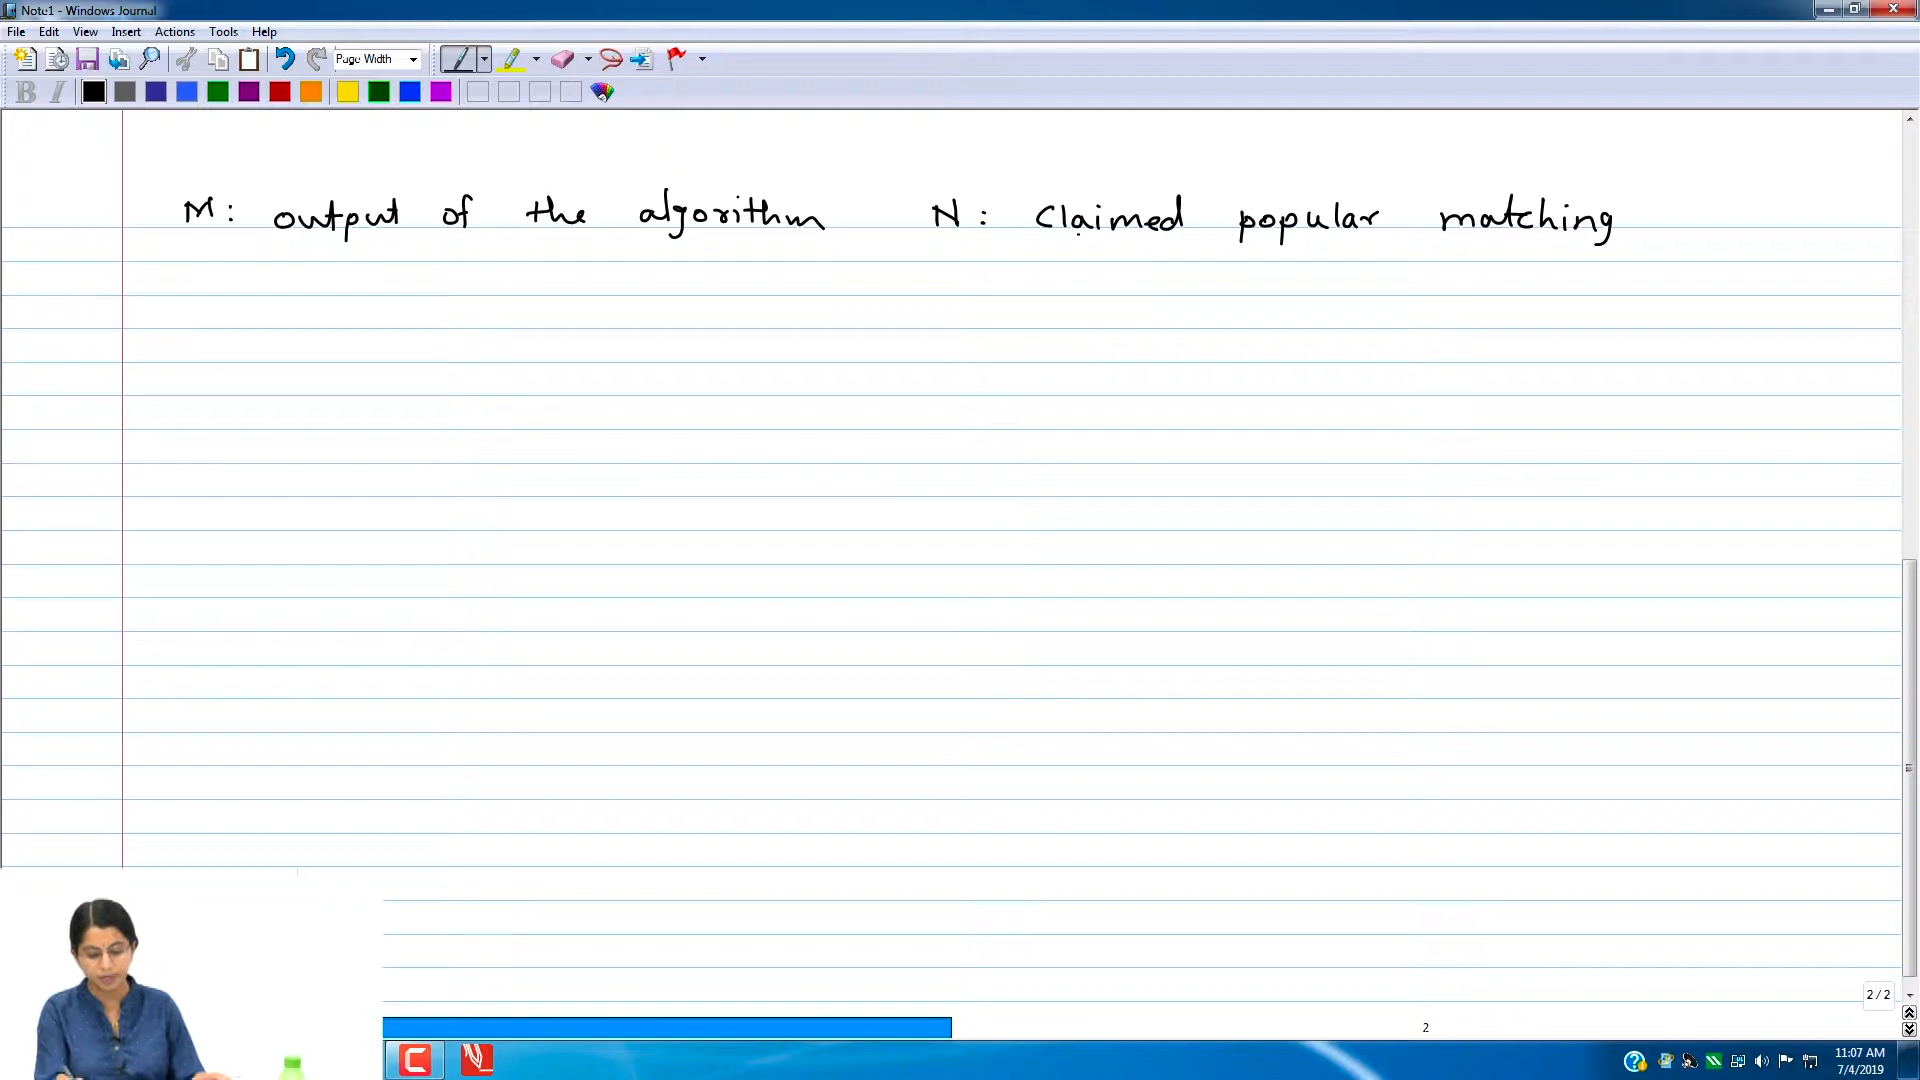 Note1 - Windows Journal
File Edit View Insert Actions Tools Help
Page Width
B I
M: output of the algorithm N: Claimed popular matching
2 / 2
2
11:07 AM
7/4/2019